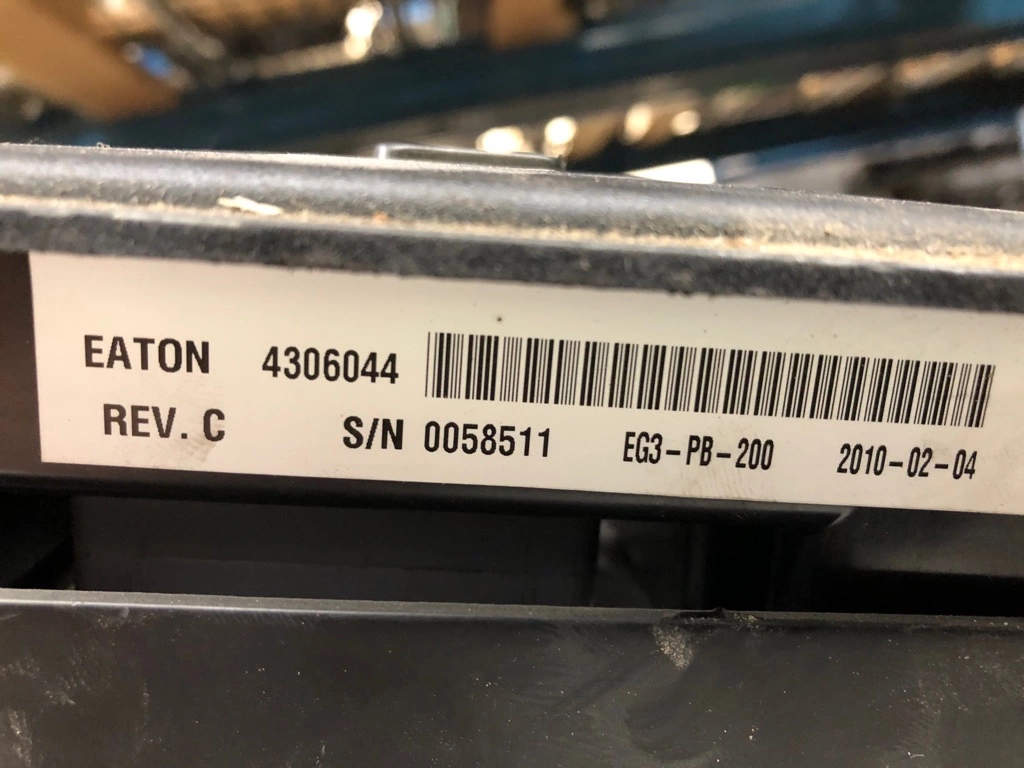 EATON 4306044
REV. C S/N 0058511 EG3-PB-200 2010-02-04